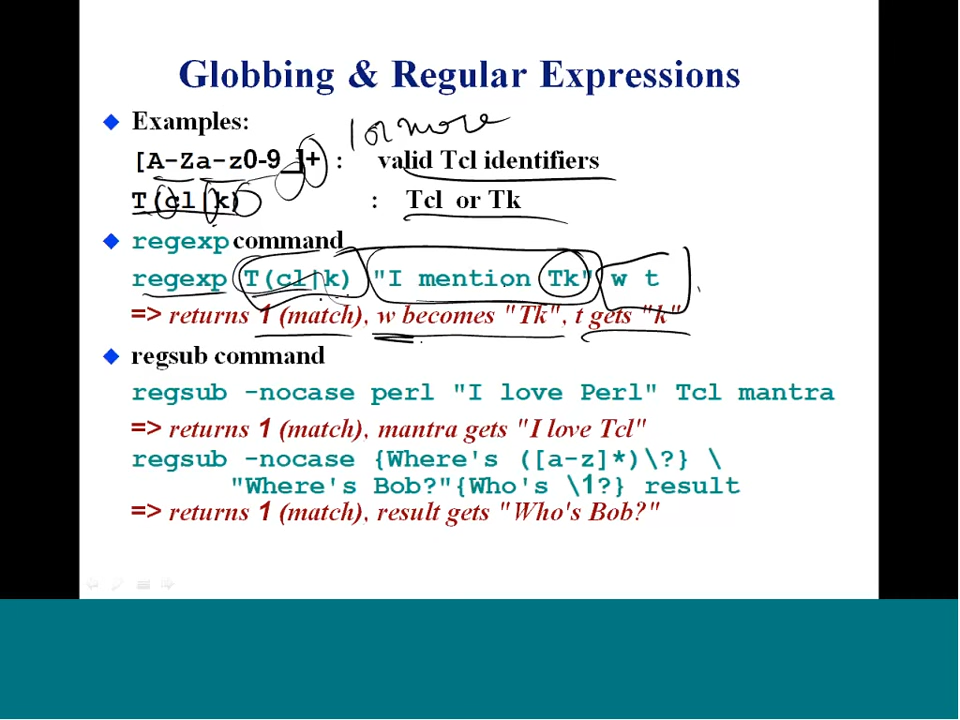 Globbing & Regular Expressions
Examples:
1 or more
[A-Za-z0-9_]+ : valid Tcl identifiers
T(cl|k) : Tcl or Tk
regexp command
regexp T(cl|k) "I mention Tk" w t
=> returns 1 (match), w becomes "Tk", t gets "k"
regsub command
regsub -nocase perl "I love Perl" Tcl mantra
=> returns 1 (match), mantra gets "I love Tcl"
regsub -nocase {Where's ([a-z]*)\?} \
"Where's Bob?"{Who's \1?} result
=> returns 1 (match), result gets "Who's Bob?"